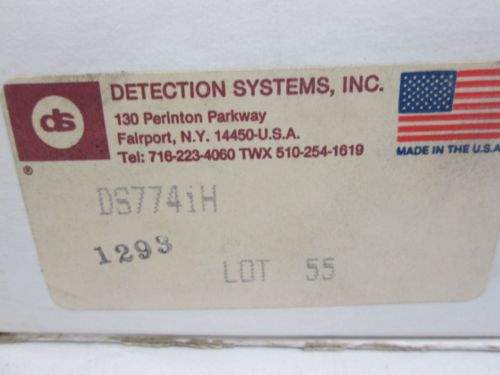 ds
®
DETECTION SYSTEMS, INC.
130 Perinton Parkway
Fairport, N.Y. 14450-U.S.A.
Tel: 716-223-4060 TWX 510-254-1619
MADE IN THE U.S.A
DS774iH
1293
LOT 55